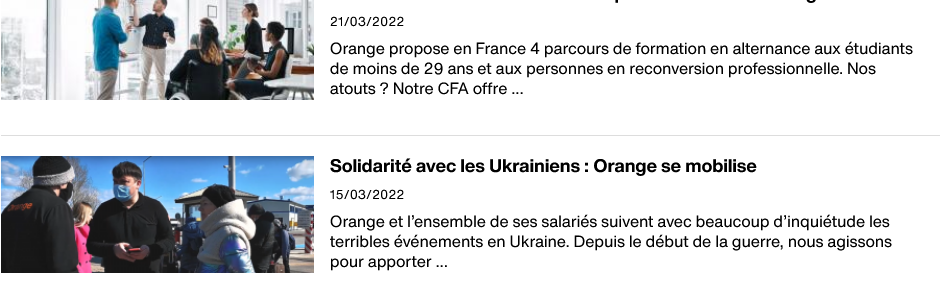 21/03/2022
Orange propose en France 4 parcours de formation en alternance aux étudiants
de moins de 29 ans et aux personnes en reconversion professionnelle. Nos
atouts ? Notre CFA offre ...
Solidarité avec les Ukrainiens : Orange se mobilise
15/03/2022
Orange et l’ensemble de ses salariés suivent avec beaucoup d’inquiétude les
terribles événements en Ukraine. Depuis le début de la guerre, nous agissons
pour apporter ...
orange